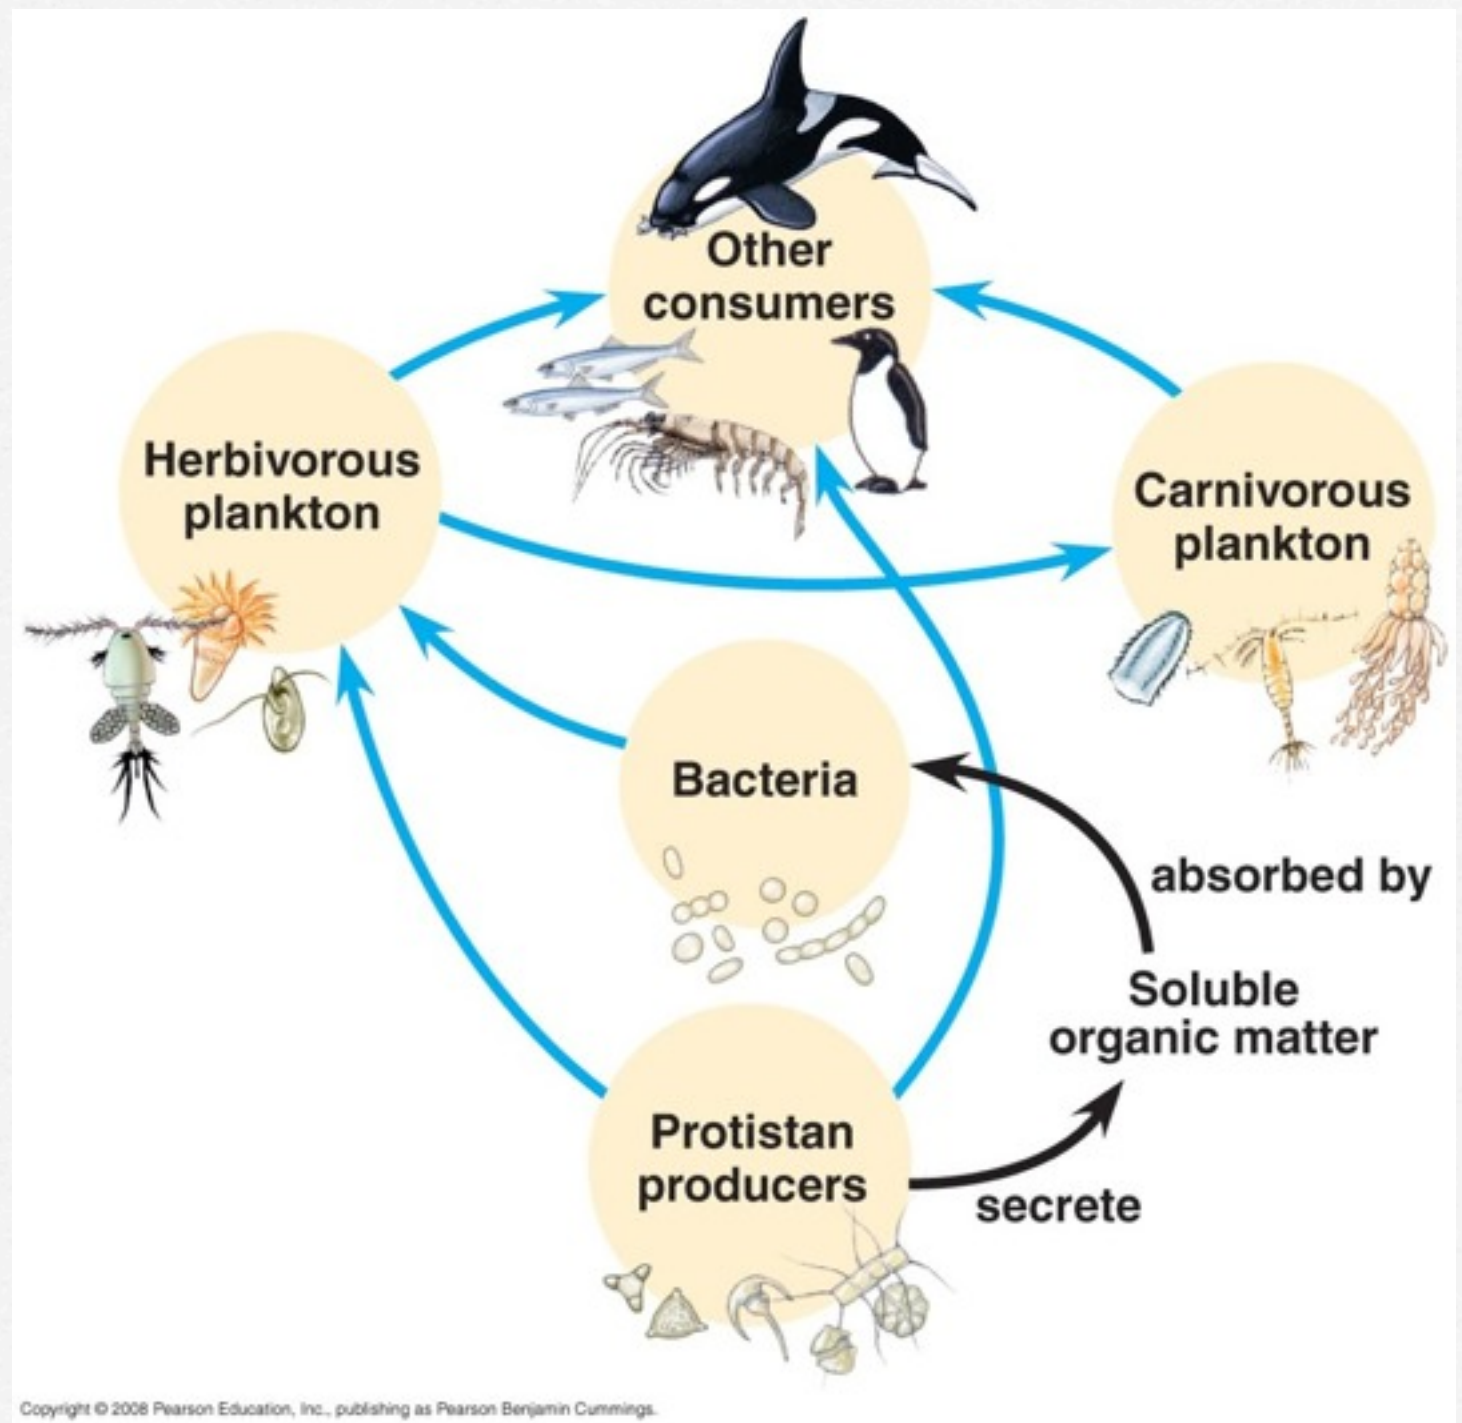 Other
consumers
Herbivorous
plankton
Carnivorous
plankton
Bacteria
absorbed by
Soluble
organic matter
Protistan
producers
secrete
Copyright © 2008 Pearson Education, Inc., publishing as Pearson Benjamin Cummings.